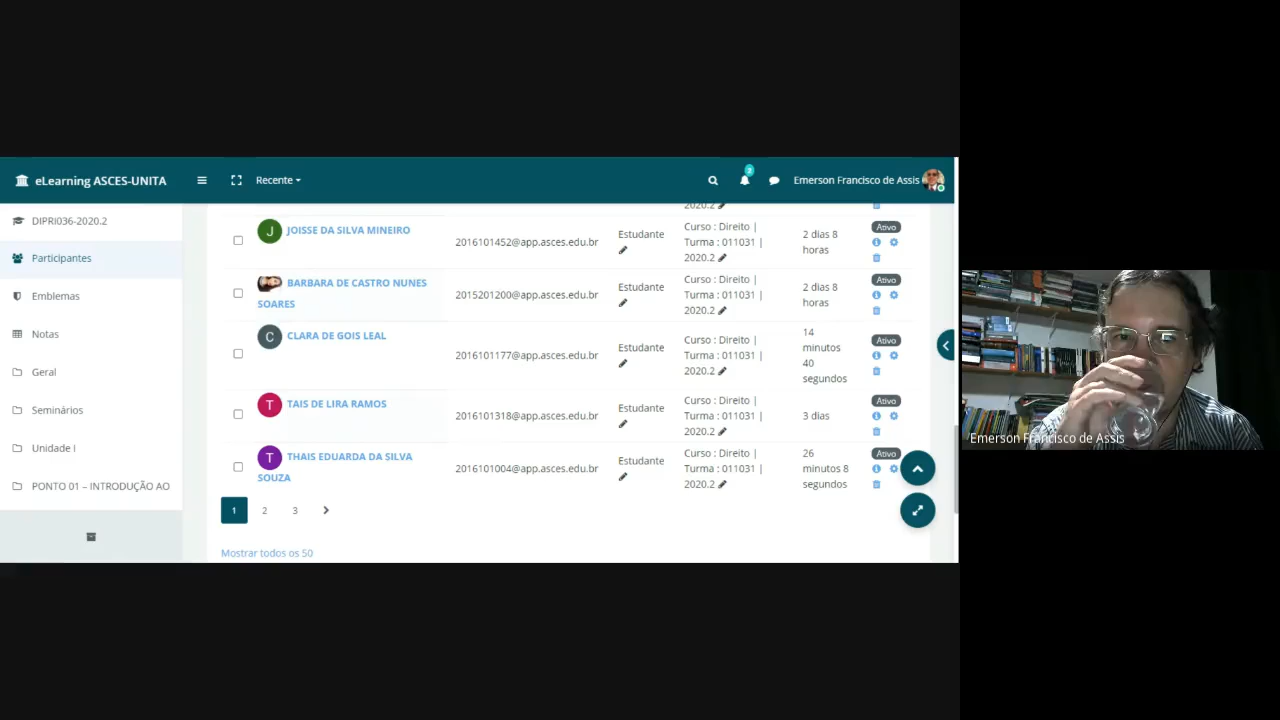 eLearning ASCES-UNITA
Recente
2
Emerson Francisco de Assis
DIPRI036-2020.2
Participantes
Emblemas
Notas
Geral
Seminários
Unidade I
PONTO 01 – INTRODUÇÃO AO
2020.2
J
JOISSE DA SILVA MINEIRO
2016101452@app.asces.edu.br
Estudante
Curso : Direito |
Turma : 011031 |
2020.2
2 dias 8
horas
Ativo
BARBARA DE CASTRO NUNES
SOARES
2015201200@app.asces.edu.br
Estudante
Curso : Direito |
Turma : 011031 |
2020.2
2 dias 8
horas
Ativo
C
CLARA DE GOIS LEAL
2016101177@app.asces.edu.br
Estudante
Curso : Direito |
Turma : 011031 |
2020.2
14
minutos
40
segundos
Ativo
T
TAIS DE LIRA RAMOS
2016101318@app.asces.edu.br
Estudante
Curso : Direito |
Turma : 011031 |
2020.2
3 dias
Ativo
T
THAIS EDUARDA DA SILVA
SOUZA
2016101004@app.asces.edu.br
Estudante
Curso : Direito |
Turma : 011031 |
2020.2
26
minutos 8
segundos
Ativo
1 2 3
Mostrar todos os 50
Emerson Francisco de Assis